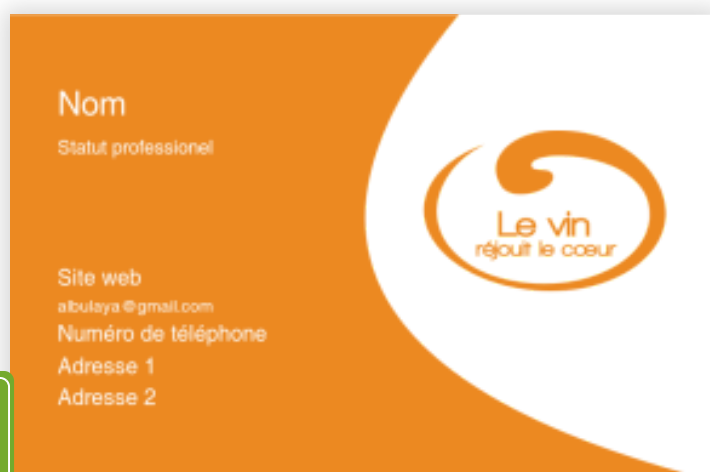 Nom
Statut professionel
Le vin
réjouit le cœur
Site web
albulaya@gmail.com
Numéro de téléphone
Adresse 1
Adresse 2